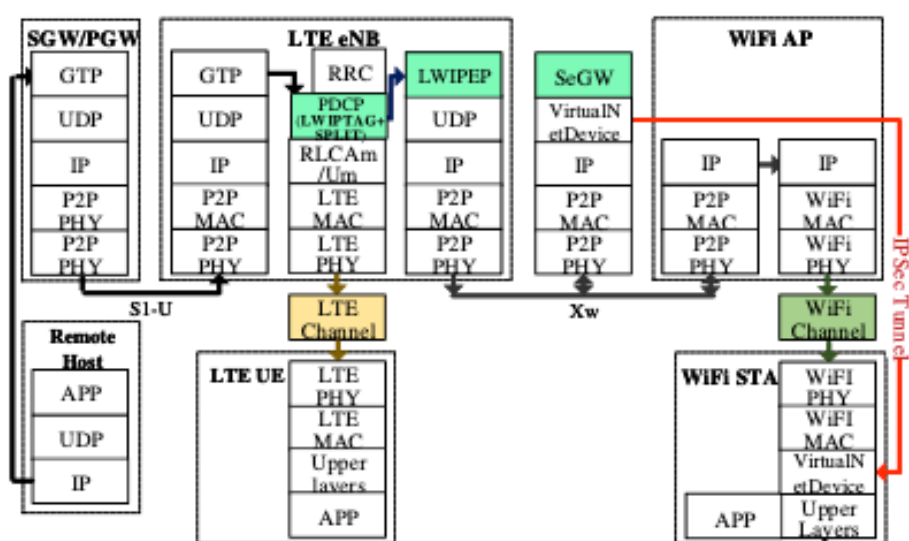 SGW/PGW
GTP
UDP
IP
P2P
PHY
P2P
PHY
S1-U
Remote
Host
APP
UDP
IP
LTE eNB
GTP
UDP
IP
P2P
MAC
P2P
PHY
RRC
PDCP
(LWIPTAG+
SPLIT)
RLCAm
/Um
LTE
MAC
LTE
PHY
LWIPEP
UDP
IP
P2P
MAC
P2P
PHY
SeGW
VirtualN
etDevice
IP
P2P
MAC
P2P
PHY
Xw
WiFi AP
IP
P2P
MAC
P2P
PHY
IP
WiFi
MAC
WiFi
PHY
IPSec Tunnel
LTE
Channel
WiFi
Channel
LTE UE
LTE
PHY
LTE
MAC
Upper
layers
APP
WiFi STA
WiFI
PHY
WiFI
MAC
VirtualN
etDevice
APP
Upper
Layers